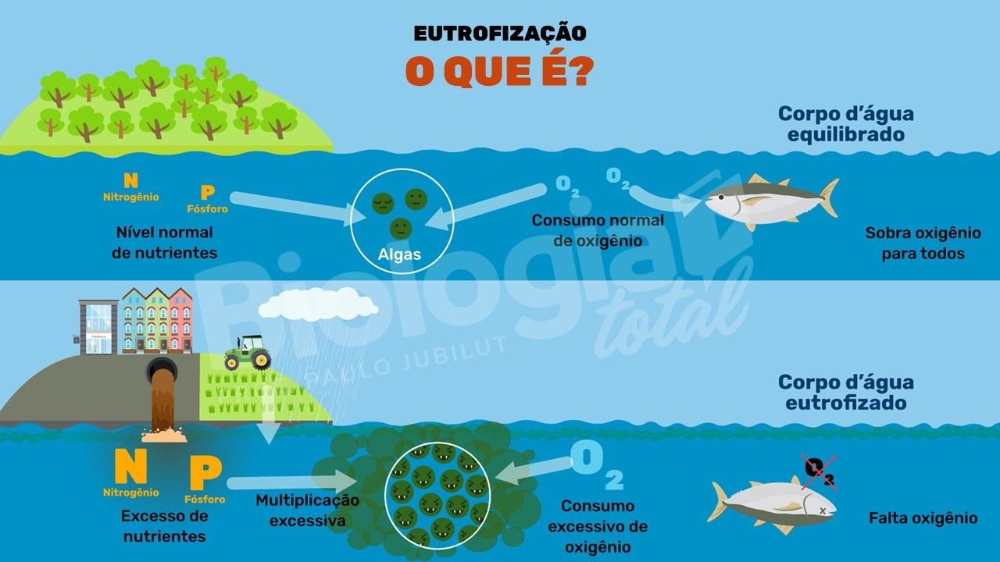 EUTROFIZAÇÃO
O QUE É?
Corpo d'água
equilibrado
N
Nitrogênio
P
Fósforo
Nível normal
de nutrientes
Algas
O2
O2
Consumo normal
de oxigênio
Sobra oxigênio
para todos
Biologia
total
PROF. PAULO JUBILUT
Corpo d'água
eutrofizado
N
Nitrogênio
P
Fósforo
Excesso de
nutrientes
Multiplicação
excessiva
O2
Consumo
excessivo de
oxigênio
O2
Falta oxigênio